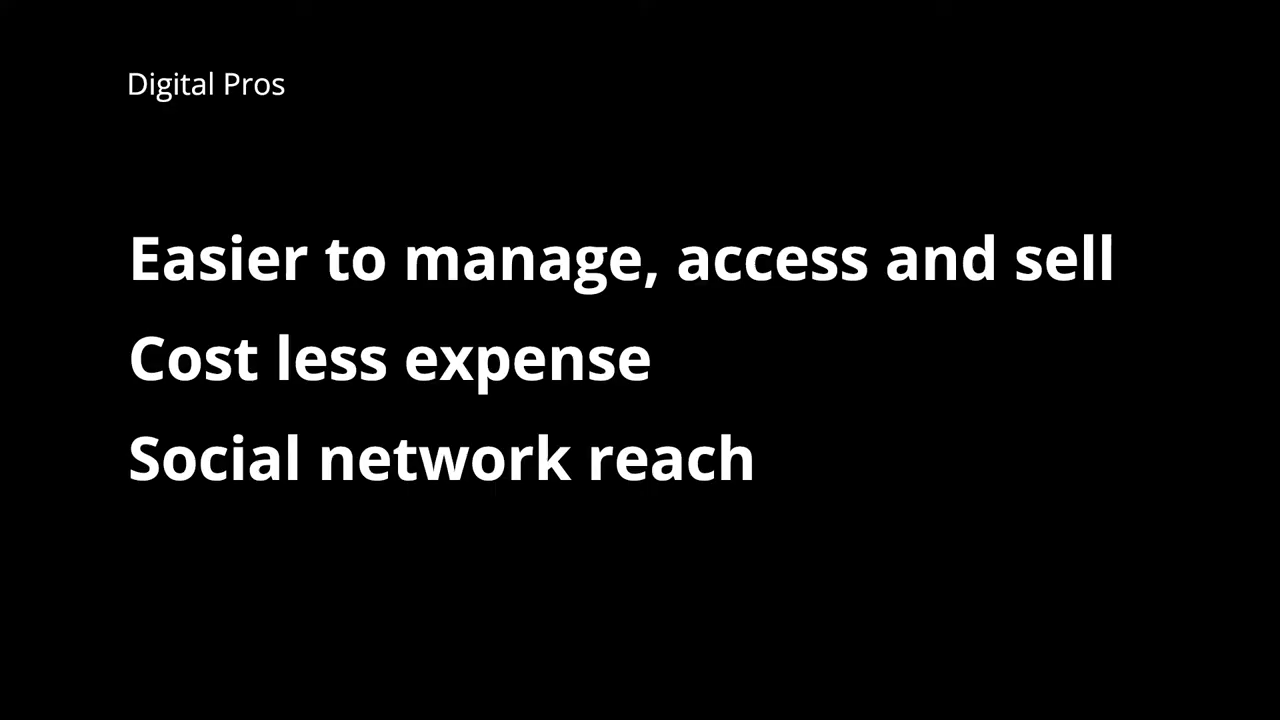 Digital Pros
Easier to manage, access and sell
Cost less expense
Social network reach